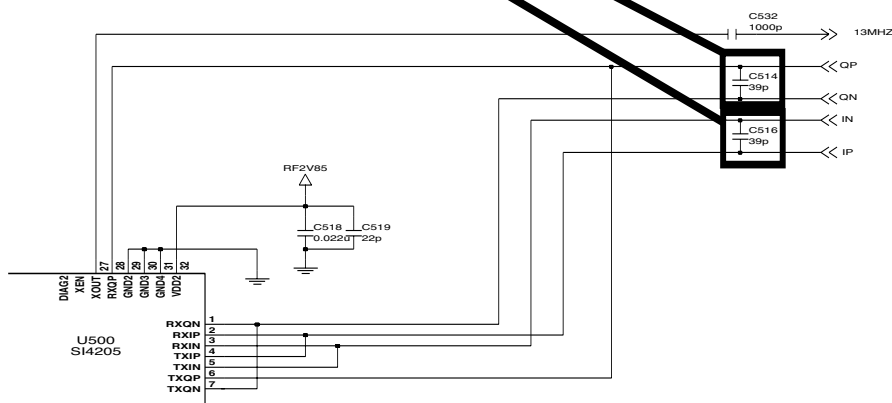 C532
1000p
13MHZ
QP
C514
39p
QN
IN
C516
39p
IP
RF2V85
C518
0.022u
C519
22p
DIAG2
XEN
XOUT
27
RXQP
28
GND2
29
GND3
30
GND4
31
VDD2
32
U500
SI4205
RXQN 1
RXIP 2
RXIN 3
TXIP 4
TXIN 5
TXQP 6
TXQN 7